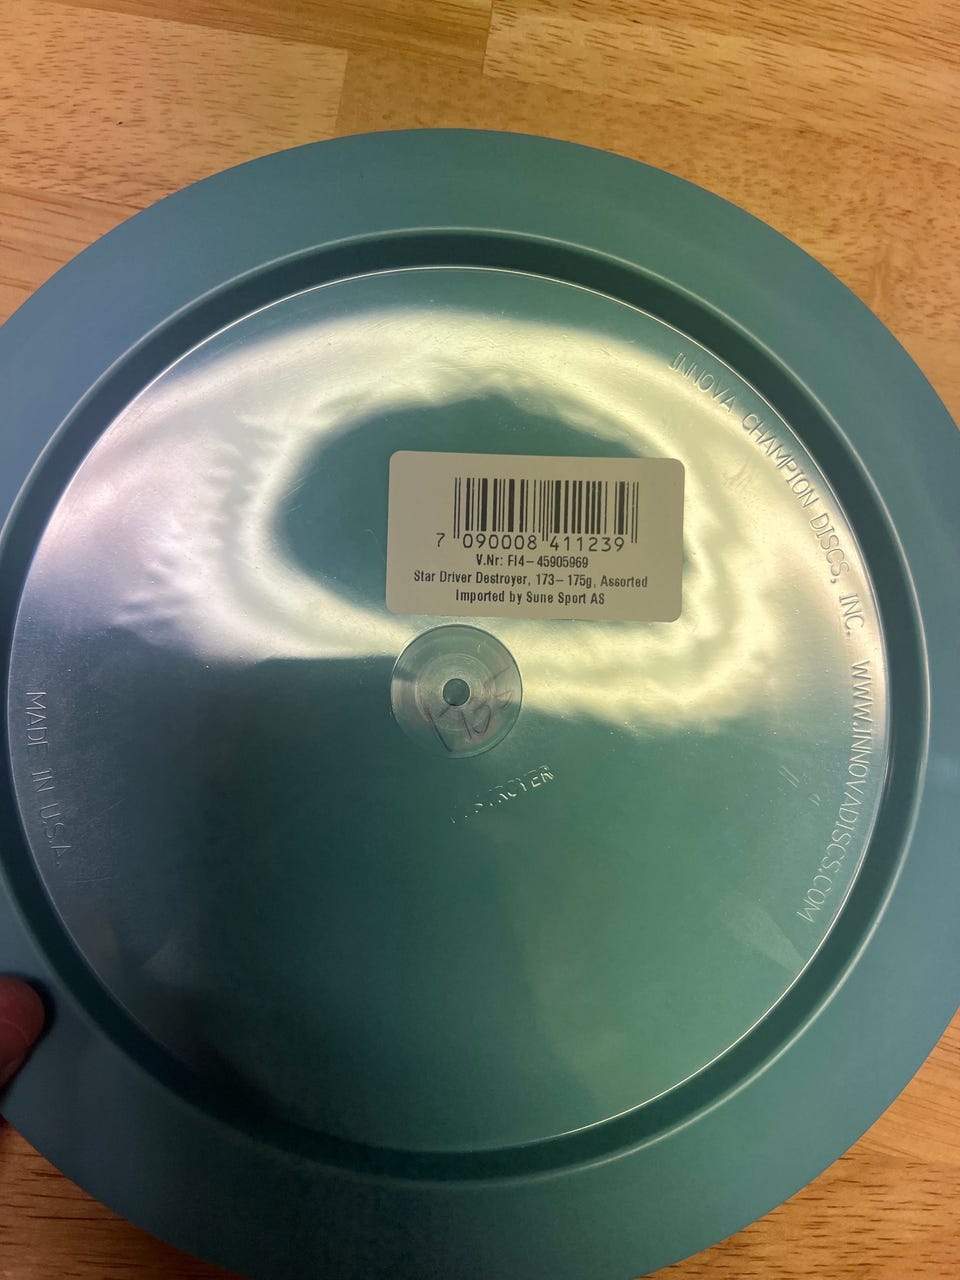 INNOVA CHAMPION DISCS, INC. WWW.INNOVADISCS.COM
7 090008 411239
V.Nr: FI4-45905969
Star Driver Destroyer, 173-175g, Assorted
Imported by Sune Sport AS
MADE IN U.S.A.
DESTROYER